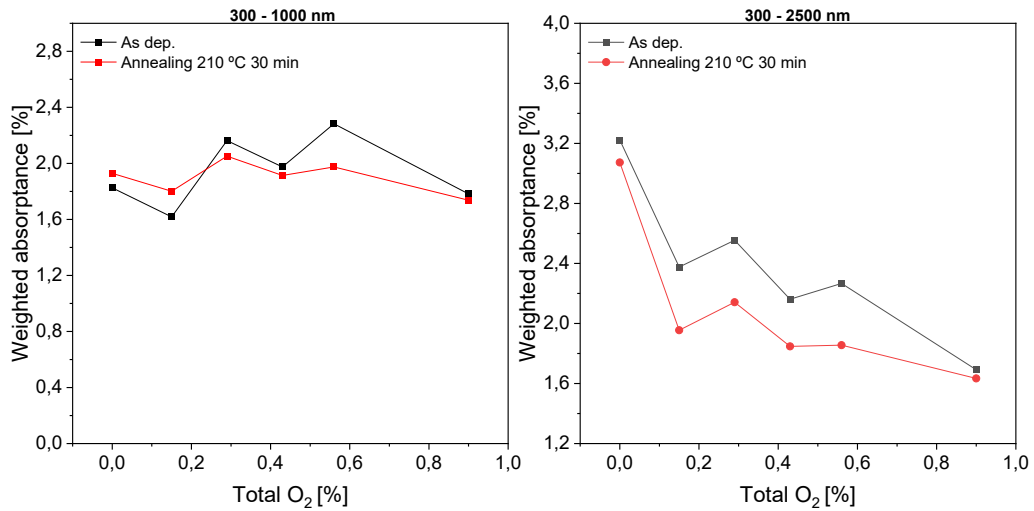 300 - 1000 nm
As dep.
Annealing 210 ºC 30 min
Weighted absorptance [%]
2,8
2,4
2,0
1,6
1,2
0,8
0,4
0,0
0,0 0,2 0,4 0,6 0,8 1,0
Total O₂ [%]
300 - 2500 nm
As dep.
Annealing 210 ºC 30 min
Weighted absorptance [%]
4,0
3,6
3,2
2,8
2,4
2,0
1,6
1,2
0,0 0,2 0,4 0,6 0,8 1,0
Total O₂ [%]